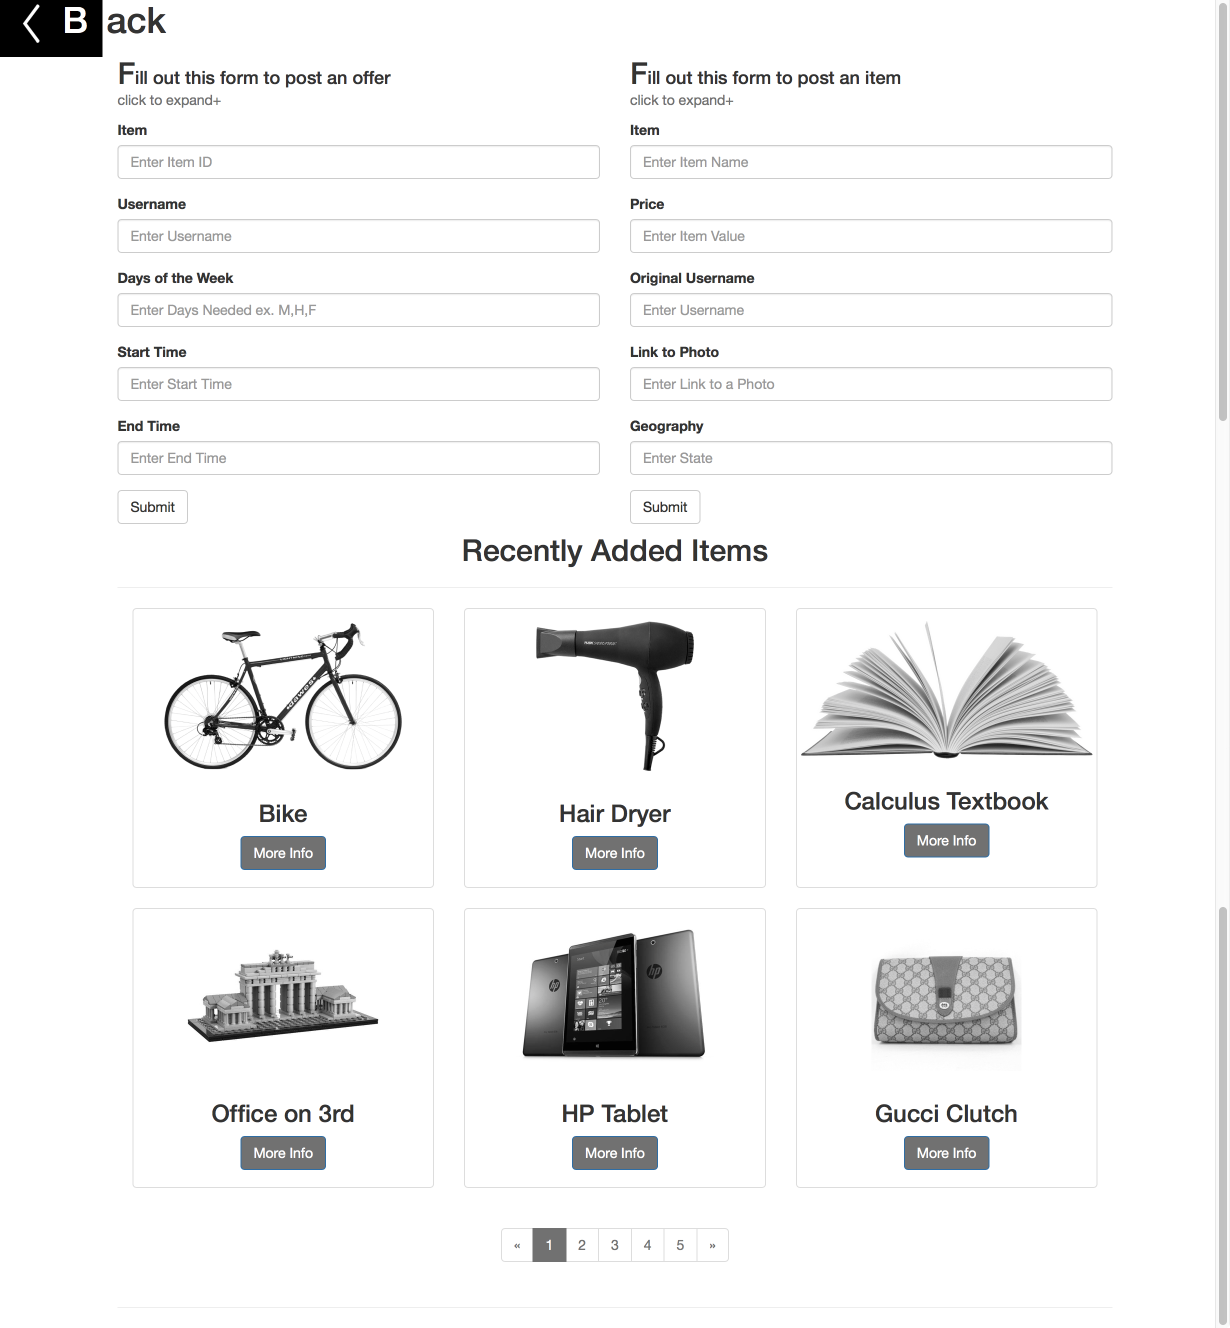 Back
Fill out this form to post an offer
click to expand+
Item
Enter Item ID
Username
Enter Username
Days of the Week
Enter Days Needed ex. M,H,F
Start Time
Enter Start Time
End Time
Enter End Time
Submit
Fill out this form to post an item
click to expand+
Item
Enter Item Name
Price
Enter Item Value
Original Username
Enter Username
Link to Photo
Enter Link to a Photo
Geography
Enter State
Submit
Recently Added Items
Bike
More Info
Hair Dryer
More Info
Calculus Textbook
More Info
hp
hp
Office on 3rd
More Info
HP Tablet
More Info
Gucci Clutch
More Info
« 1 2 3 4 5 »